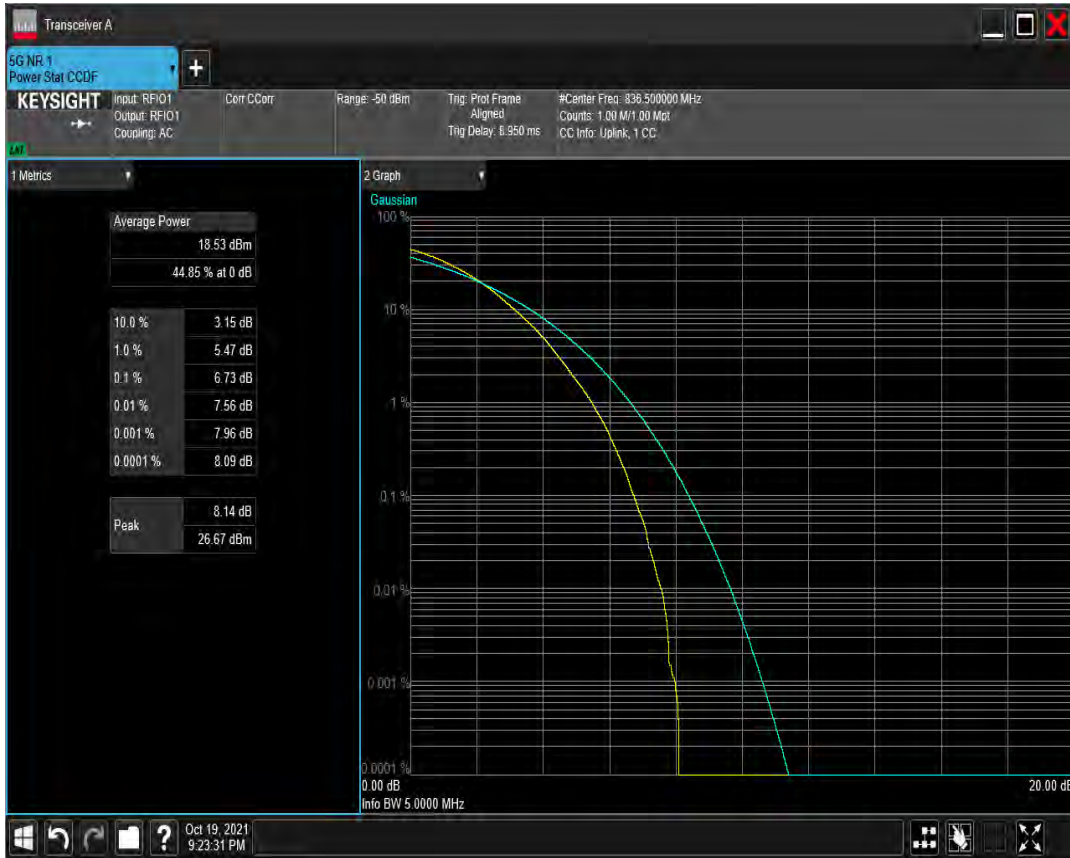 Transceiver A
5G NR 1
Power Stat CCDF
+
KEYSIGHT
Input: RFIO1
Output: RFIO1
Coupling: AC
Corr CCorr
Range: -50 dBm
Trig: Prot Frame
Aligned
Trig Delay: 8.950 ms
#Center Freq: 836.500000 MHz
Counts: 1.00 M/1.00 Mpt
CC Info: Uplink, 1 CC
1 Metrics
Average Power
18.53 dBm
44.85 % at 0 dB
10.0 % 3.15 dB
1.0 % 5.47 dB
0.1 % 6.73 dB
0.01 % 7.56 dB
0.001 % 7.96 dB
0.0001 % 8.09 dB
Peak 8.14 dB
26.67 dBm
2 Graph
Gaussian
100 %
10 %
1 %
0.1 %
0.01 %
0.001 %
0.0001 %
0.00 dB
20.00 dB
Info BW 5.0000 MHz
?
Oct 19, 2021
9:23:31 PM